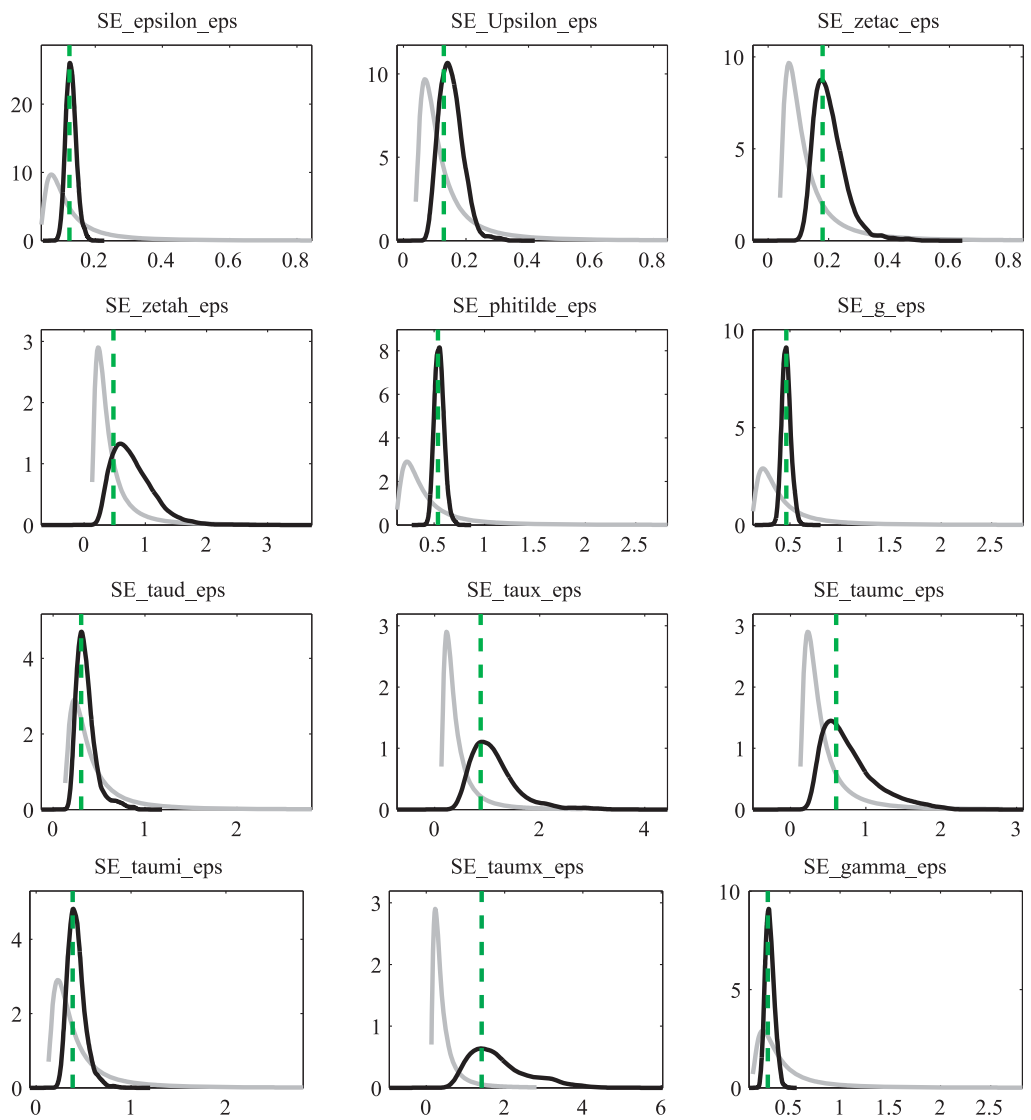 SE_epsilon_eps SE_Upsilon_eps SE_zetac_eps
20
10
0
0.2 0.4 0.6 0.8
10
5
0
0 0.2 0.4 0.6 0.8
10
5
0
0 0.2 0.4 0.6 0.8
SE_zetah_eps SE_phitilde_eps SE_g_eps
3
2
1
0
0 1 2 3
8
6
4
2
0
0.5 1 1.5 2 2.5
10
5
0
0.5 1 1.5 2 2.5
SE_taud_eps SE_taux_eps SE_taumc_eps
4
2
0
0 1 2
3
2
1
0
0 2 4
3
2
1
0
0 1 2 3
SE_taumi_eps SE_taumx_eps SE_gamma_eps
4
2
0
0 1 2
3
2
1
0
0 2 4 6
10
5
0
0.5 1 1.5 2 2.5